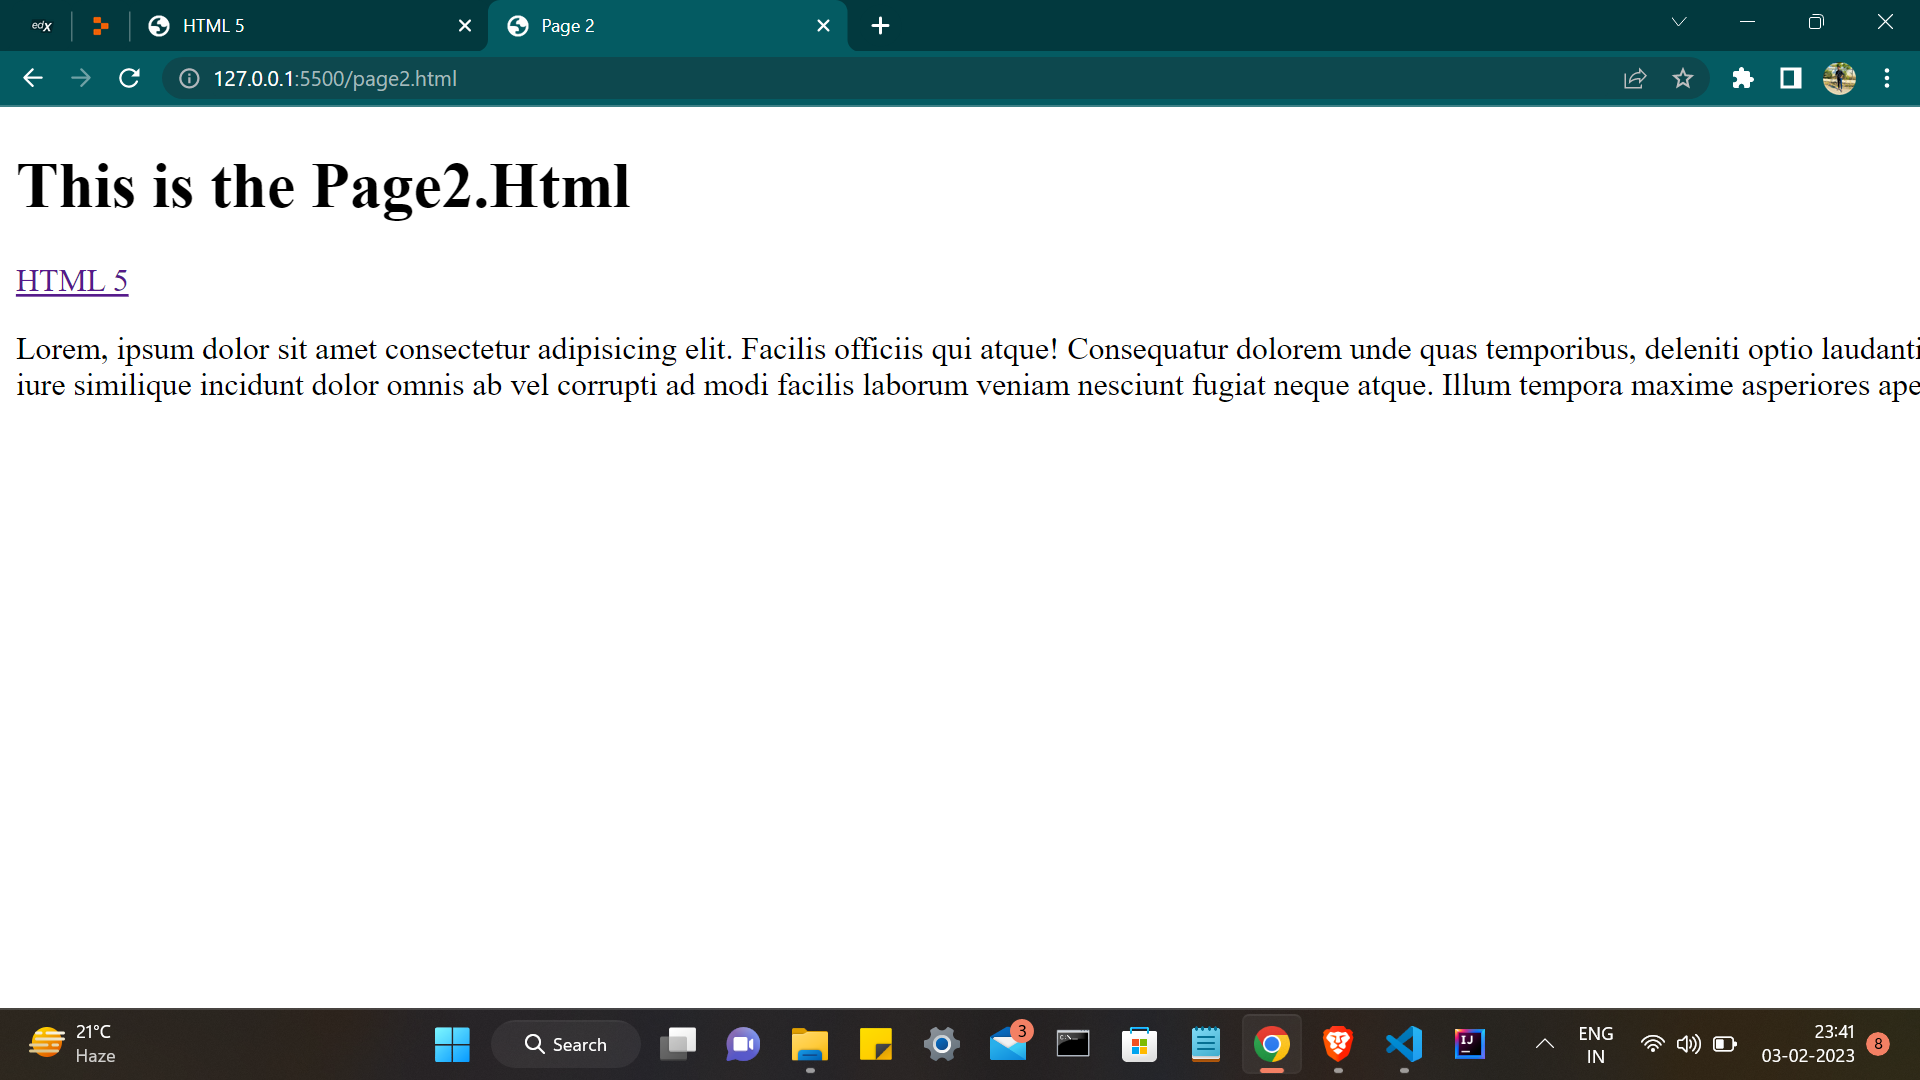 edX
HTML 5
Page 2
127.0.0.1:5500/page2.html
This is the Page2.Html
HTML 5
Lorem, ipsum dolor sit amet consectetur adipisicing elit. Facilis officiis qui atque! Consequatur dolorem unde quas temporibus, deleniti optio laudanti
iure similique incidunt dolor omnis ab vel corrupti ad modi facilis laborum veniam nesciunt fugiat neque atque. Illum tempora maxime asperiores ape
21°C
Haze
Search
3
IJ
ENG
IN
23:41
03-02-2023
8